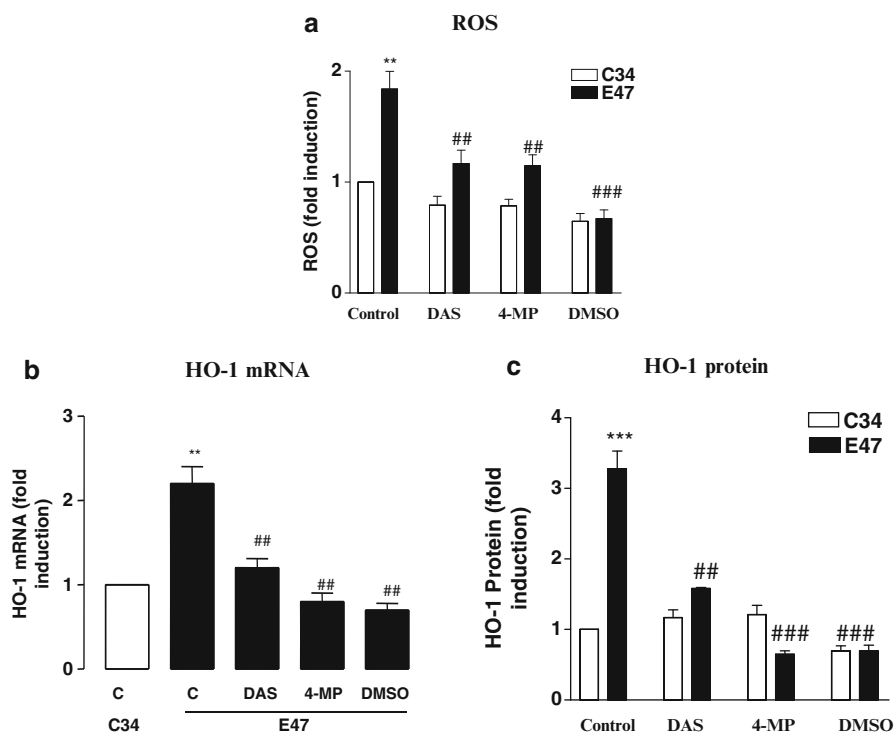 a ROS
ROS (fold induction)
2
1
0
**
##
##
###
C34
E47
Control DAS 4-MP DMSO
b HO-1 mRNA
HO-1 mRNA (fold
induction)
3
2
1
0
**
##
##
##
C C DAS 4-MP DMSO
C34 E47
c HO-1 protein
HO-1 Protein (fold
induction)
4
3
2
1
0
***
##
###
###
C34
E47
Control DAS 4-MP DMSO